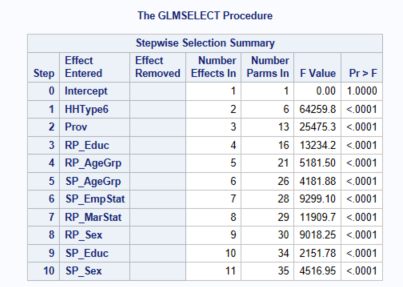 The GLMSELECT Procedure
Stepwise Selection Summary
Step Effect Entered Effect Removed Number Effects In Number Parms In F Value Pr > F
0 Intercept 1 1 0.00 1.0000
1 HHType6 2 6 64259.8 <.0001
2 Prov 3 13 25475.3 <.0001
3 RP_Educ 4 16 13234.2 <.0001
4 RP_AgeGrp 5 21 5181.50 <.0001
5 SP_AgeGrp 6 26 4181.88 <.0001
6 SP_EmpStat 7 28 9299.10 <.0001
7 RP_MarStat 8 29 11909.7 <.0001
8 RP_Sex 9 30 9018.25 <.0001
9 SP_Educ 10 34 2151.78 <.0001
10 SP_Sex 11 35 4516.95 <.0001